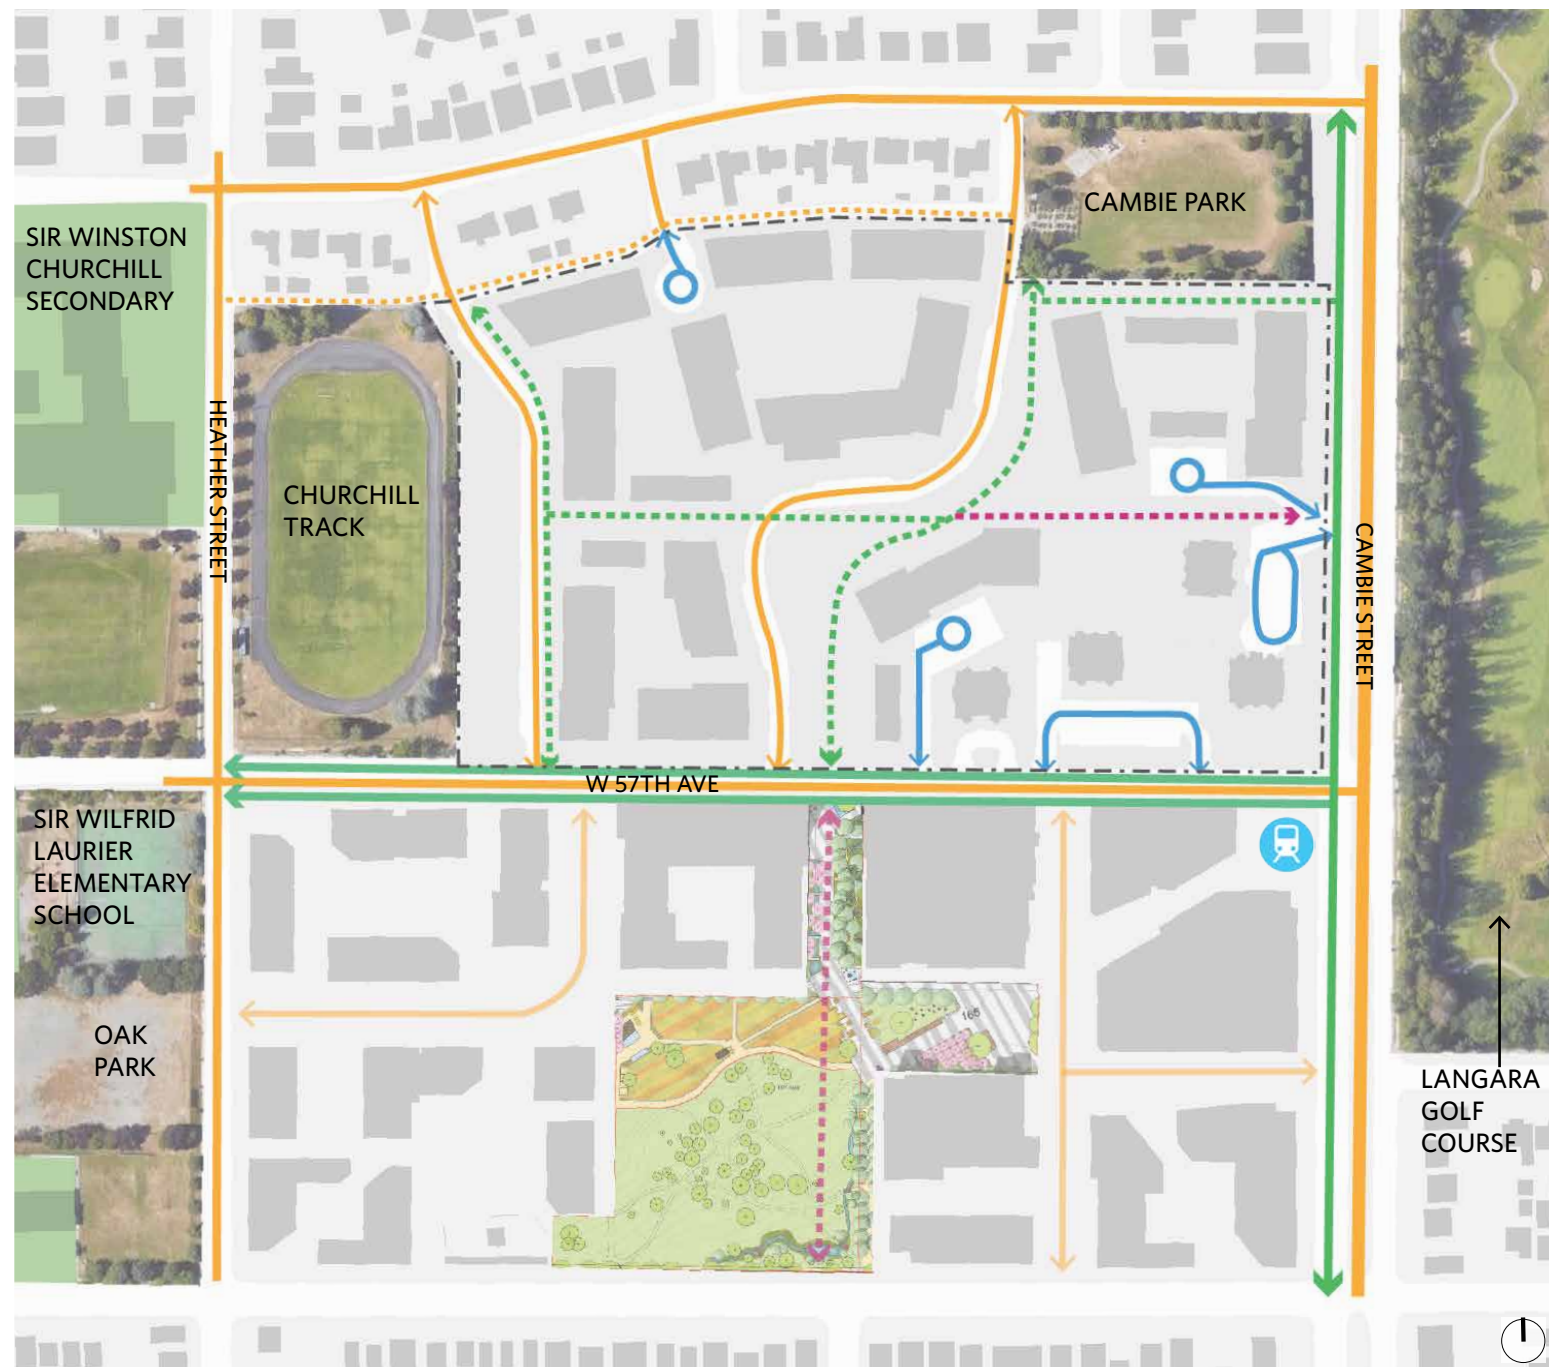 CAMBIE PARK
SIR WINSTON
CHURCHILL
SECONDARY
HEATHER STREET
CHURCHILL
TRACK
CAMBIE STREET
W 57TH AVE
SIR WILFRID
LAURIER
ELEMENTARY
SCHOOL
165
OAK
PARK
LANGARA
GOLF
COURSE